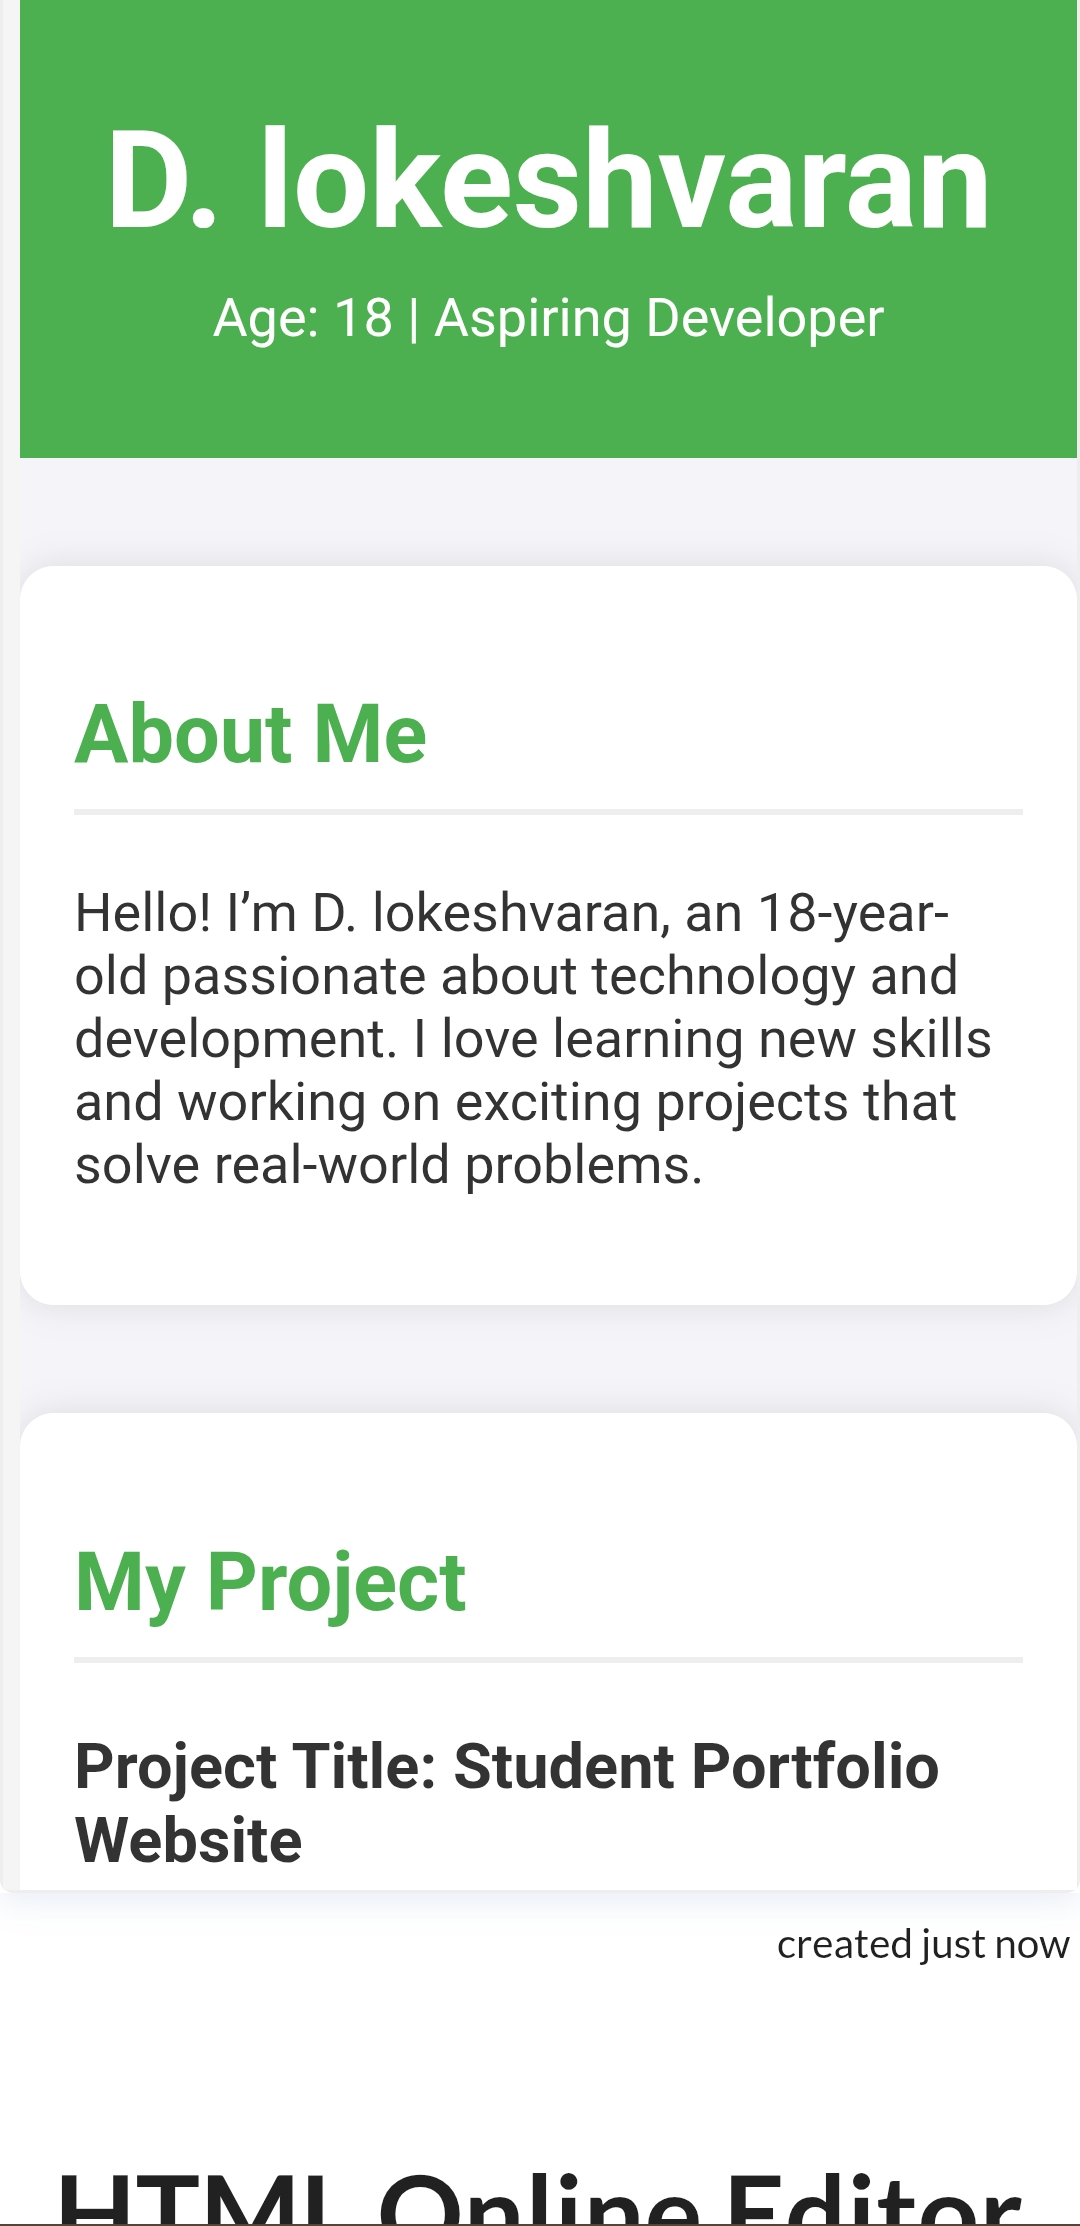 D. lokeshvaran
Age: 18 | Aspiring Developer
About Me
Hello! I’m D. lokeshvaran, an 18-year-
old passionate about technology and
development. I love learning new skills
and working on exciting projects that
solve real-world problems.
My Project
Project Title: Student Portfolio
Website
created just now
HTML Online Editor